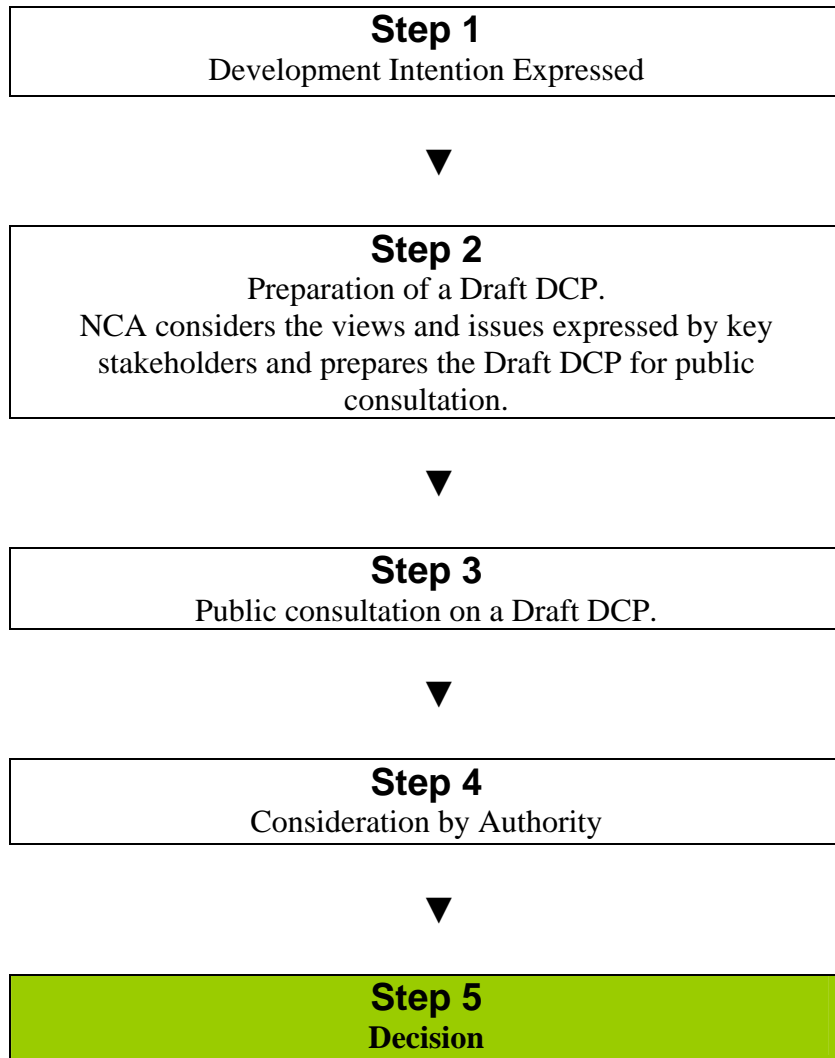 Step 1
Development Intention Expressed
Step 2
Preparation of a Draft DCP.
NCA considers the views and issues expressed by key
stakeholders and prepares the Draft DCP for public
consultation.
Step 3
Public consultation on a Draft DCP.
Step 4
Consideration by Authority
Step 5
Decision